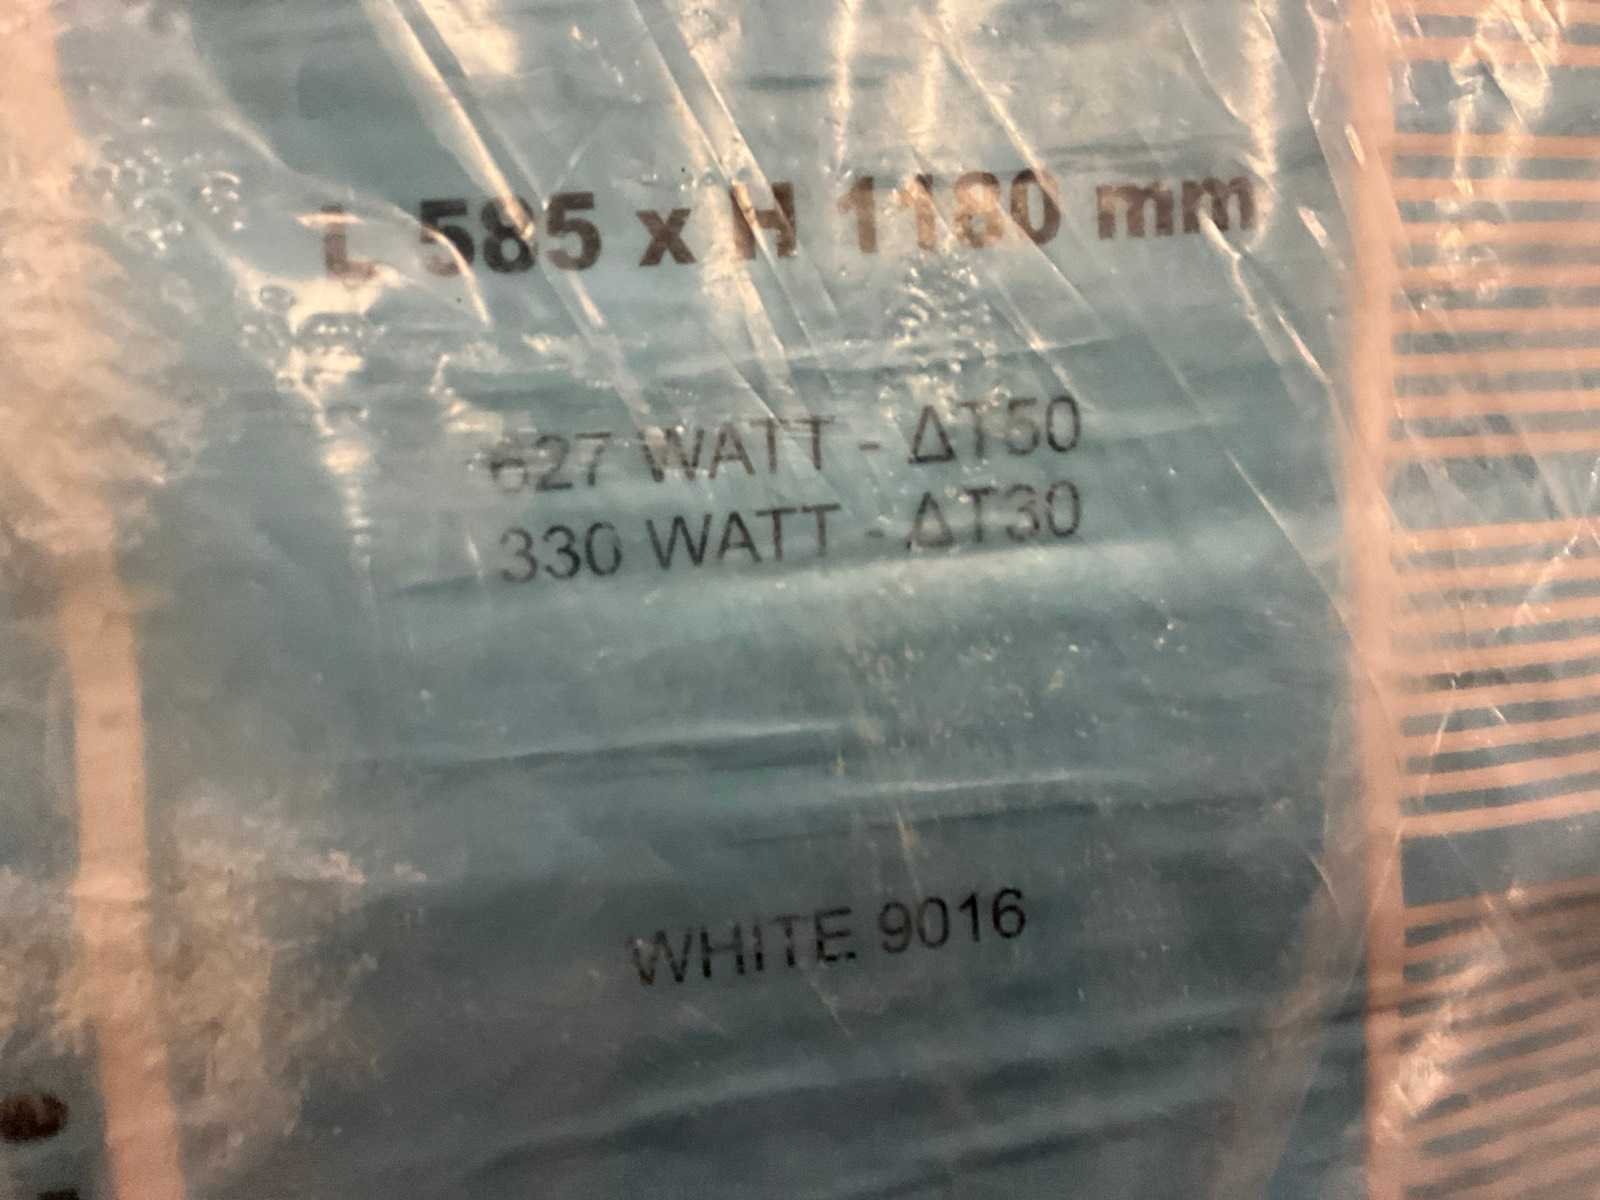 L 585 x H 1180 mm
627 WATT - ΔT50
330 WATT - ΔT30
WHITE 9016